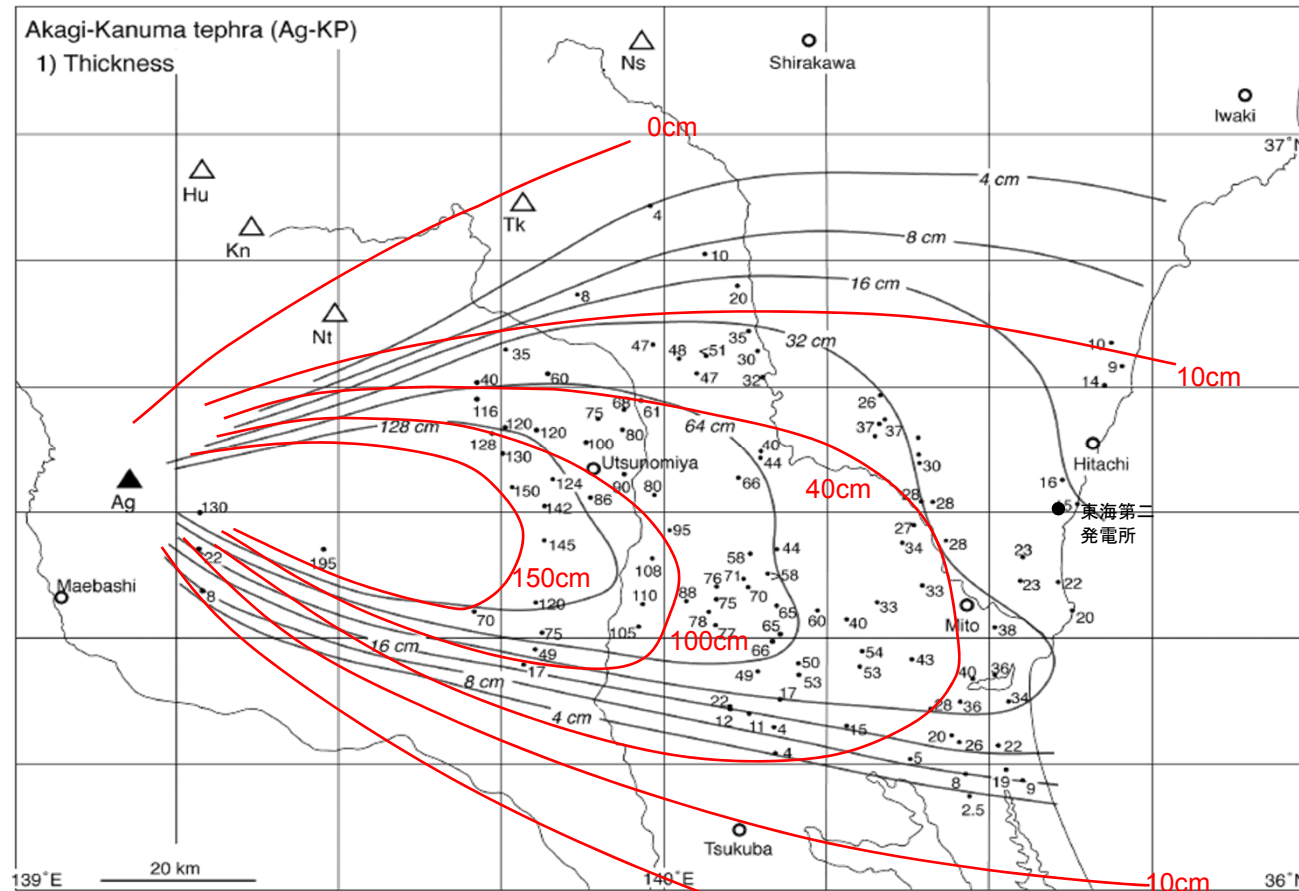 Akagi-Kanuma tephra (Ag-KP)
1) Thickness
Ns
Shirakawa
Iwaki
0cm
37°N
Hu
Kn
Tk
Nt
4 cm
4
8 cm
10
8
20
16 cm
35
47
48
<51
35
30
32 cm
10
9
14
10cm
40
60
47
32
116
68
61
26
75
128 cm
120
120
80
64 cm
37
37
128
130
100
40
44
30
Hitachi
Utsunomiya
124
90
80
66
40cm
16
150
86
28
28
Ag
130
142
5
東海第二
発電所
95
27
34
28
22
195
145
58
44
23
108
71
>58
150cm
76
70
23
22
Maebashi
8
120
110
88
75
65
33
33
20
70
78
60
Mito
75
105
77
65
40
38
100cm
66
16 cm
49
17
54
43
50
53
49
53
40
36
8 cm
17
34
22
28
36
4 cm
12
11
4
15
20
26
22
4
5
8
19
9
2.5
Tsukuba
20 km
139°E
140°E
10cm
36°N